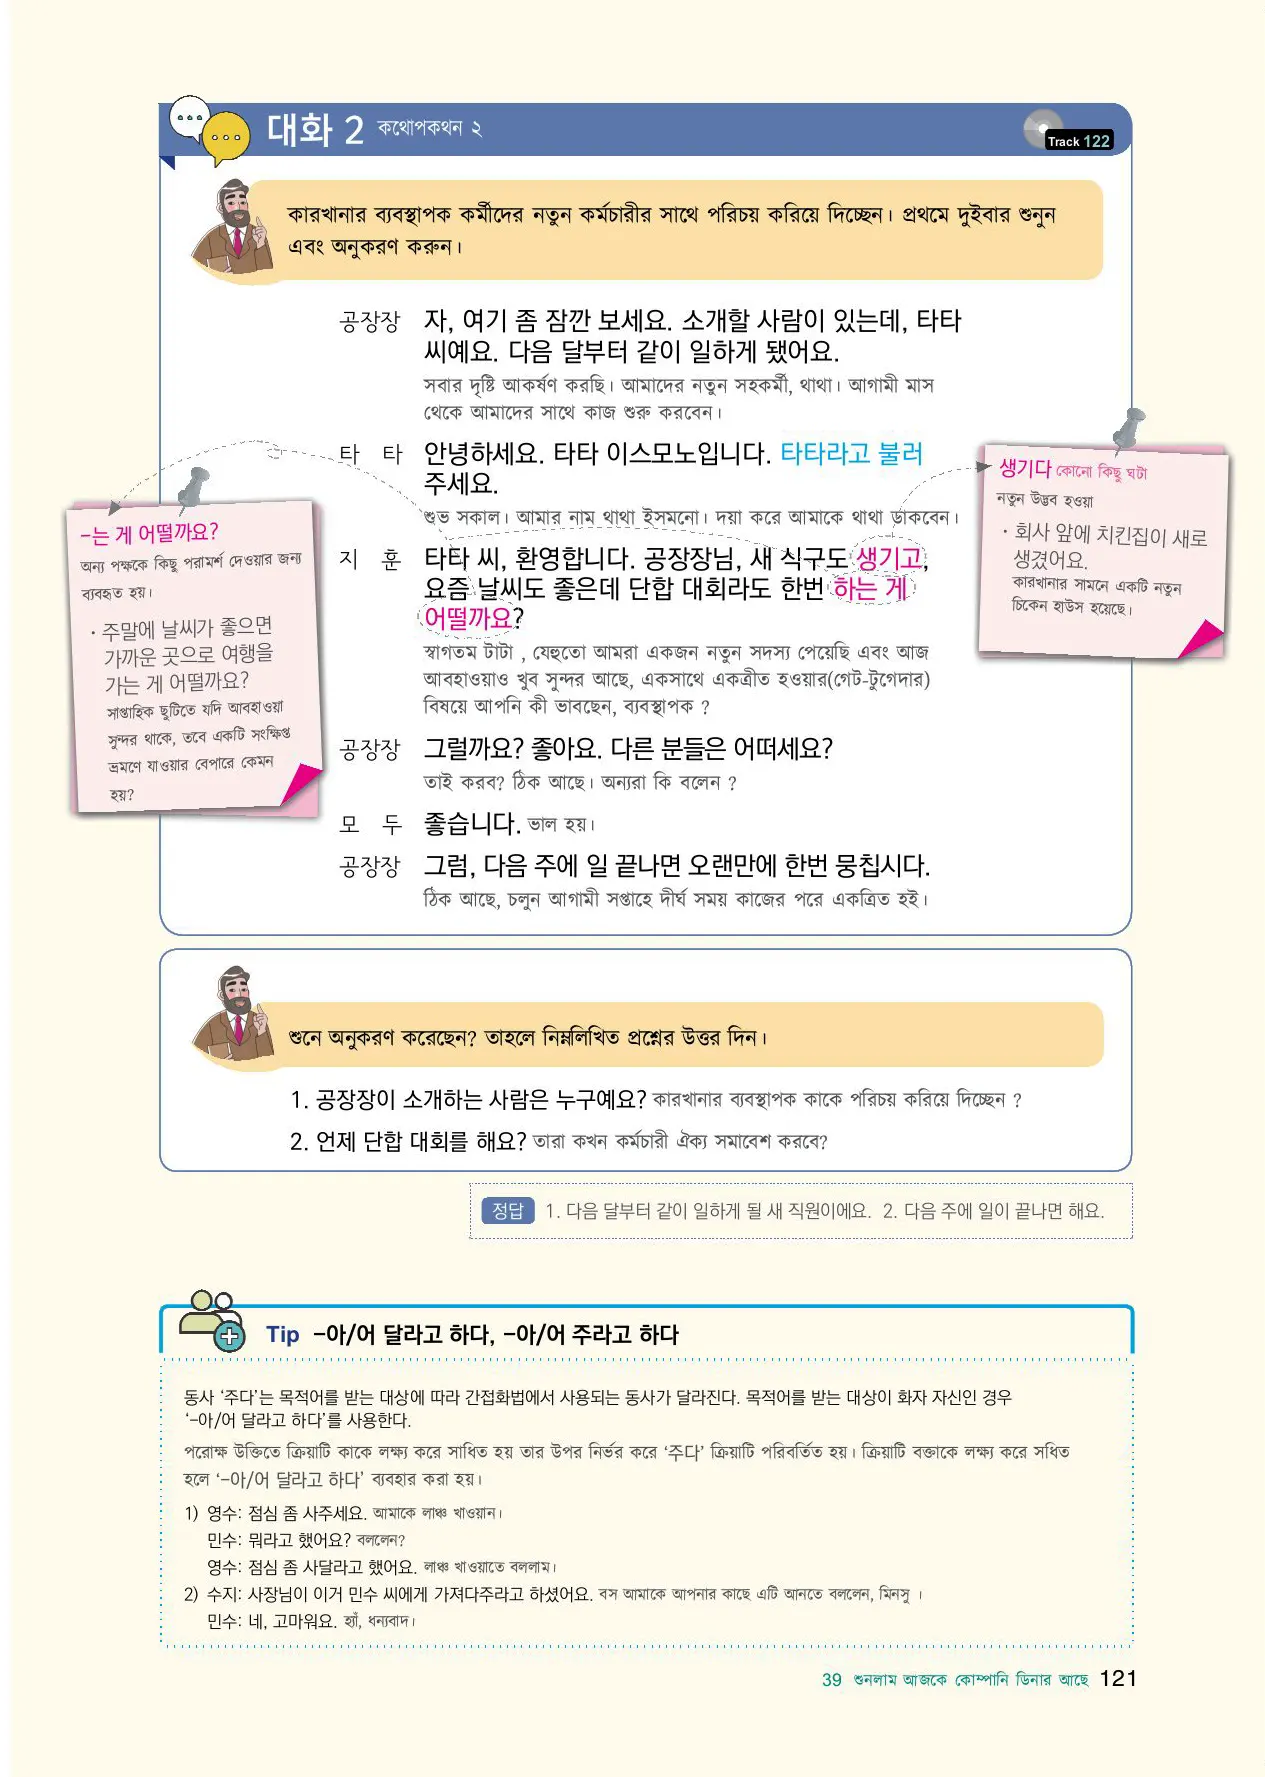 대화 2 কথোপকথন ২
Track 122
কারখানার ব্যবস্থাপক কর্মীদের নতুন কর্মচারীর সাথে পরিচয় করিয়ে দিচ্ছেন। প্রথমে দুইবার শুনুন
এবং অনুকরণ করুন।
공장장 자, 여기 좀 잠깐 보세요. 소개할 사람이 있는데, 타타
씨예요. 다음 달부터 같이 일하게 됐어요.
সবার দৃষ্টি আকর্ষণ করছি। আমাদের নতুন সহকর্মী, থাথা। আগামী মাস
থেকে আমাদের সাথে কাজ শুরু করবেন।
타 타 안녕하세요. 타타 이스모노입니다. 타타라고 불러
주세요.
শুভ সকাল। আমার নাম থাথা ইসমনো। দয়া করে আমাকে থাথা ডাকবেন।
지 훈 타타 씨, 환영합니다. 공장장님, 새 식구도 생기고,
요즘 날씨도 좋은데 단합 대회라도 한번 하는 게
어떨까요?
স্বাগতম টাটা , যেহুতো আমরা একজন নতুন সদস্য পেয়েছি এবং আজ
আবহাওয়াও খুব সুন্দর আছে, একসাথে একত্রীত হওয়ার(গেট-টুগেদার)
বিষয়ে আপনি কী ভাবছেন, ব্যবস্থাপক ?
공장장 그럴까요? 좋아요. 다른 분들은 어떠세요?
তাই করব? ঠিক আছে। অন্যরা কি বলেন ?
모 두 좋습니다. ভাল হয়।
공장장 그럼, 다음 주에 일 끝나면 오랜만에 한번 뭉칩시다.
ঠিক আছে, চলুন আগামী সপ্তাহে দীর্ঘ সময় কাজের পরে একত্রিত হই।
-는 게 어떨까요?
অন্য পক্ষকে কিছু পরামর্শ দেওয়ার জন্য
ব্যবহৃত হয়।
· 주말에 날씨가 좋으면
가까운 곳으로 여행을
가는 게 어떨까요?
সাপ্তাহিক ছুটিতে যদি আবহাওয়া
সুন্দর থাকে, তবে একটি সংক্ষিপ্ত
ভ্রমণে যাওয়ার বেপারে কেমন
হয়?
생기다 কোনো কিছু ঘটা
নতুন উদ্ভব হওয়া
· 회사 앞에 치킨집이 새로
생겼어요.
কারখানার সামনে একটি নতুন
চিকেন হাউস হয়েছে।
শুনে অনুকরণ করেছেন? তাহলে নিম্নলিখিত প্রশ্নের উত্তর দিন।
1. 공장장이 소개하는 사람은 누구예요? কারখানার ব্যবস্থাপক কাকে পরিচয় করিয়ে দিচ্ছেন ?
2. 언제 단합 대회를 해요? তারা কখন কর্মচারী ঐক্য সমাবেশ করবে?
정답 1. 다음 달부터 같이 일하게 될 새 직원이에요. 2. 다음 주에 일이 끝나면 해요.
Tip -아/어 달라고 하다, -아/어 주라고 하다
동사 ‘주다’는 목적어를 받는 대상에 따라 간접화법에서 사용되는 동사가 달라진다. 목적어를 받는 대상이 화자 자신인 경우
‘-아/어 달라고 하다’를 사용한다.
পরোক্ষ উক্তিতে ক্রিয়াটি কাকে লক্ষ্য করে সাধিত হয় তার উপর নির্ভর করে ‘주다’ ক্রিয়াটি পরিবর্তিত হয়। ক্রিয়াটি বক্তাকে লক্ষ্য করে সধিত
হলে ‘-아/어 달라고 하다’ ব্যবহার করা হয়।
1) 영수: 점심 좀 사주세요. আমাকে লাঞ্চ খাওয়ান।
민수: 뭐라고 했어요? বললেন?
영수: 점심 좀 사달라고 했어요. লাঞ্চ খাওয়াতে বললাম।
2) 수지: 사장님이 이거 민수 씨에게 가져다주라고 하셨어요. বস আমাকে আপনার কাছে এটি আনতে বললেন, মিনসু ।
민수: 네, 고마워요. হ্যাঁ, ধন্যবাদ।
39 শুনলাম আজকে কোম্পানি ডিনার আছে 121